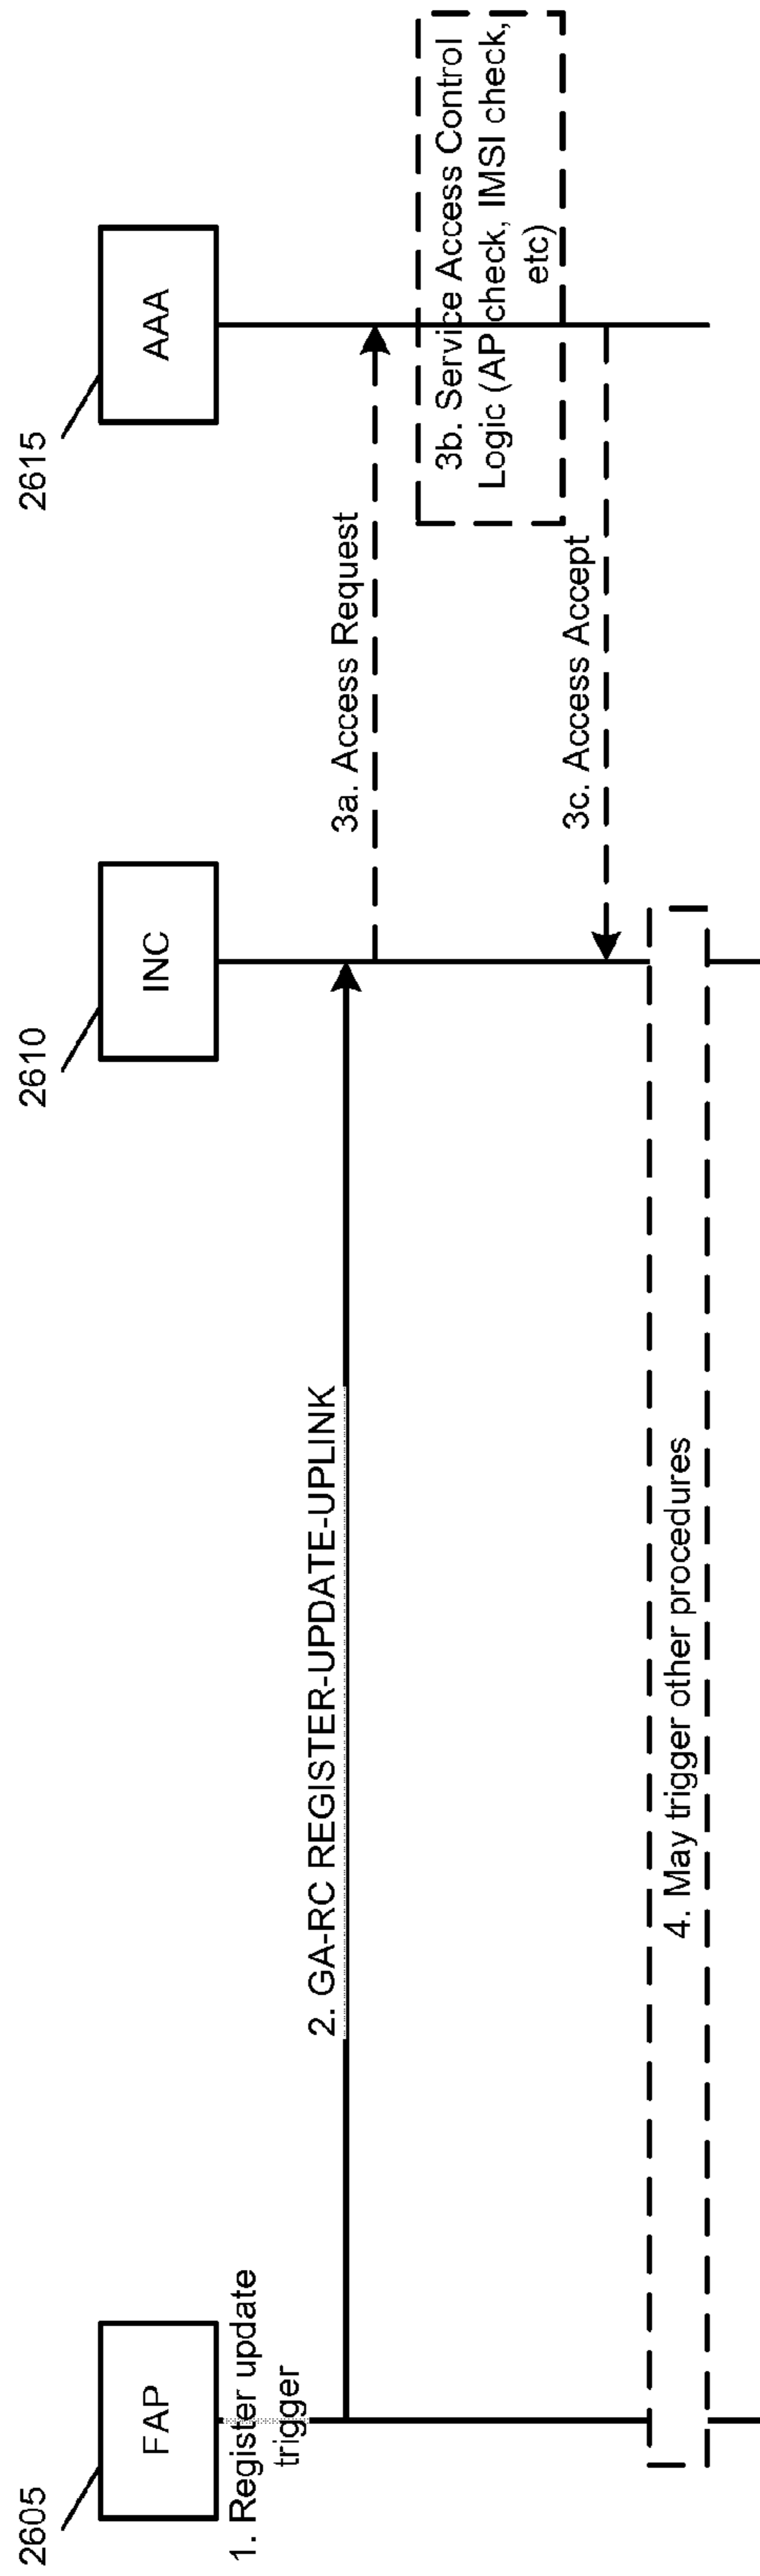 2605
2610
2615
FAP
INC
AAA
1. Register update
trigger
2. GA-RC REGISTER-UPDATE-UPLINK
3a. Access Request
3b. Service Access Control
Logic (AP check, IMSI check,
etc)
3c. Access Accept
4. May trigger other procedures